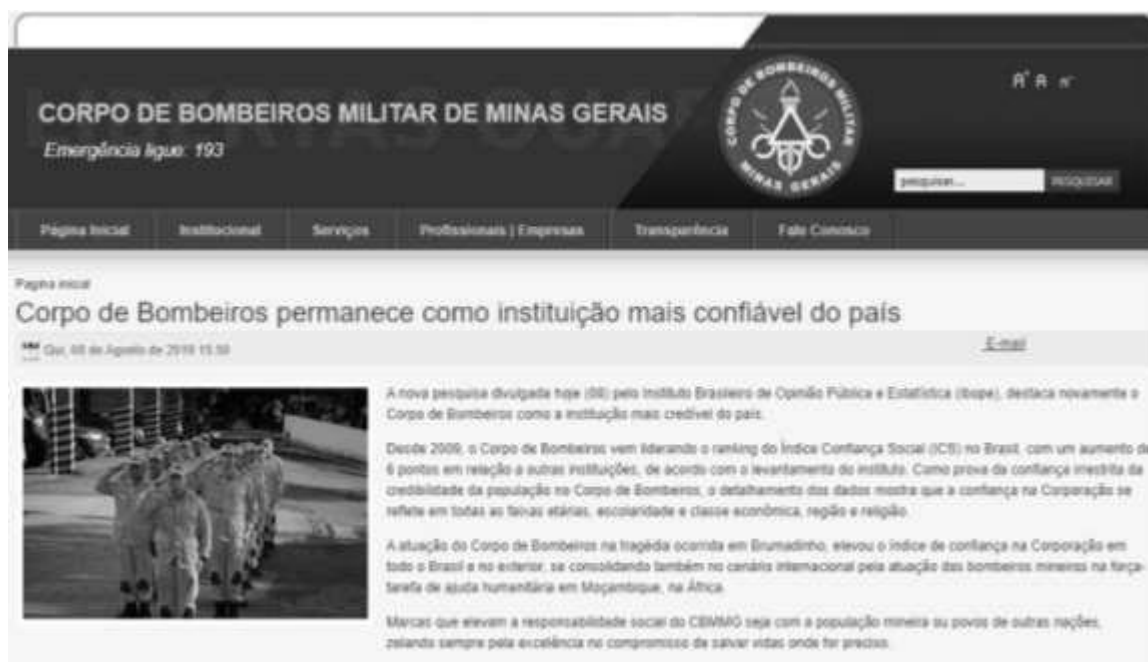 CORPO DE BOMBEIROS MILITAR DE MINAS GERAIS
Emergência ligue: 193
CORPO DE BOMBEIROS MILITAR
MINAS GERAIS
A+ A A-
pesquisar... PESQUISAR
Página Inicial Institucional Serviços Profissionais | Empresas Transparência Fale Conosco
Página inicial
Corpo de Bombeiros permanece como instituição mais confiável do país
Qui, 08 de Agosto de 2019 15:50
E-mail
A nova pesquisa divulgada hoje (08) pelo Instituto Brasileiro de Opinião Pública e Estatística (Ibope), destaca novamente o
Corpo de Bombeiros como a instituição mais credível do país.
Desde 2009, o Corpo de Bombeiros vem liderando o ranking do Índice Confiança Social (ICS) no Brasil, com um aumento de
6 pontos em relação a outras instituições, de acordo com o levantamento do instituto. Como prova da confiança irrestrita da
credibilidade da população no Corpo de Bombeiros, o detalhamento dos dados mostra que a confiança na Corporação se
reflete em todas as faixas etárias, escolaridade e classe econômica, região e religião.
A atuação do Corpo de Bombeiros na tragédia ocorrida em Brumadinho, elevou o índice de confiança na Corporação em
todo o Brasil e no exterior, se consolidando também no cenário internacional pela atuação dos bombeiros mineiros na força-
tarefa de ajuda humanitária em Moçambique, na África.
Marcas que elevam a responsabilidade social do CBMMG seja com a população mineira ou povos de outras nações,
zelando sempre pela excelência no compromisso de salvar vidas onde for preciso.